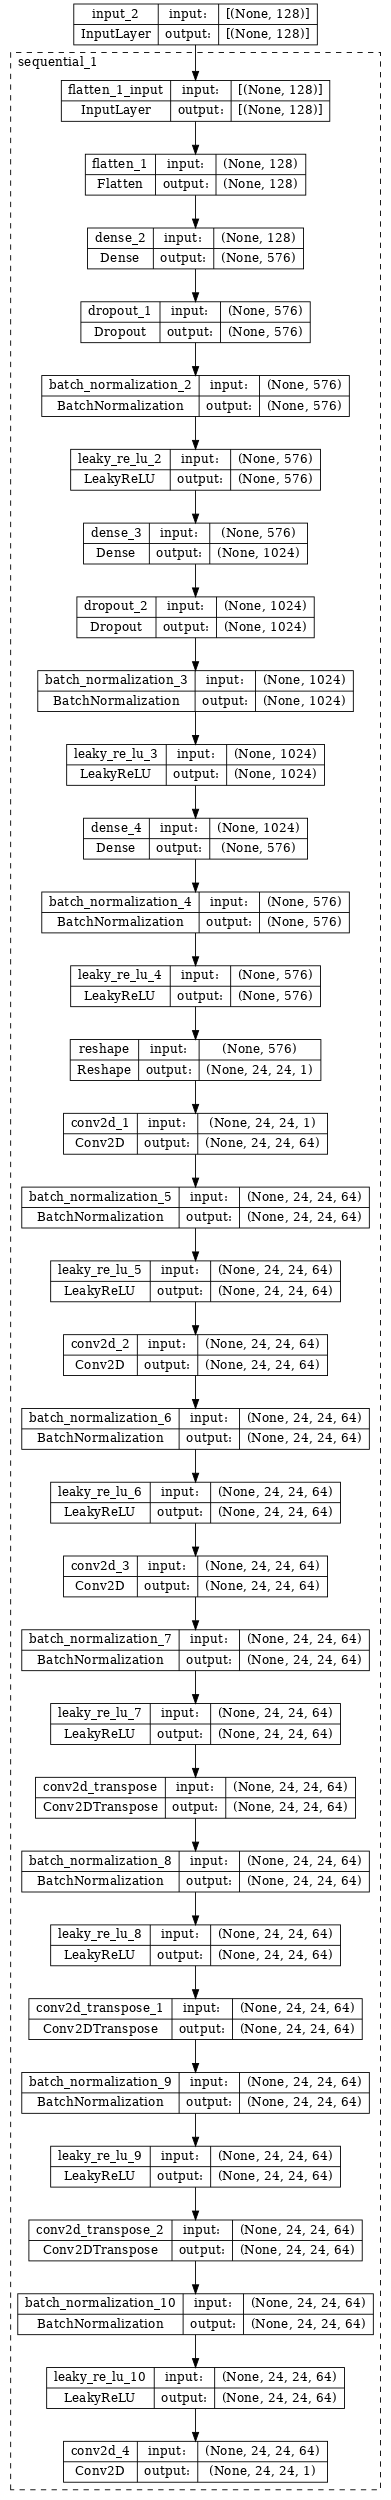 input_2 input: [(None, 128)]
InputLayer output: [(None, 128)]
sequential_1
flatten_1_input input: [(None, 128)]
InputLayer output: [(None, 128)]
flatten_1 input: (None, 128)
Flatten output: (None, 128)
dense_2 input: (None, 128)
Dense output: (None, 576)
dropout_1 input: (None, 576)
Dropout output: (None, 576)
batch_normalization_2 input: (None, 576)
BatchNormalization output: (None, 576)
leaky_re_lu_2 input: (None, 576)
LeakyReLU output: (None, 576)
dense_3 input: (None, 576)
Dense output: (None, 1024)
dropout_2 input: (None, 1024)
Dropout output: (None, 1024)
batch_normalization_3 input: (None, 1024)
BatchNormalization output: (None, 1024)
leaky_re_lu_3 input: (None, 1024)
LeakyReLU output: (None, 1024)
dense_4 input: (None, 1024)
Dense output: (None, 576)
batch_normalization_4 input: (None, 576)
BatchNormalization output: (None, 576)
leaky_re_lu_4 input: (None, 576)
LeakyReLU output: (None, 576)
reshape input: (None, 576)
Reshape output: (None, 24, 24, 1)
conv2d_1 input: (None, 24, 24, 1)
Conv2D output: (None, 24, 24, 64)
batch_normalization_5 input: (None, 24, 24, 64)
BatchNormalization output: (None, 24, 24, 64)
leaky_re_lu_5 input: (None, 24, 24, 64)
LeakyReLU output: (None, 24, 24, 64)
conv2d_2 input: (None, 24, 24, 64)
Conv2D output: (None, 24, 24, 64)
batch_normalization_6 input: (None, 24, 24, 64)
BatchNormalization output: (None, 24, 24, 64)
leaky_re_lu_6 input: (None, 24, 24, 64)
LeakyReLU output: (None, 24, 24, 64)
conv2d_3 input: (None, 24, 24, 64)
Conv2D output: (None, 24, 24, 64)
batch_normalization_7 input: (None, 24, 24, 64)
BatchNormalization output: (None, 24, 24, 64)
leaky_re_lu_7 input: (None, 24, 24, 64)
LeakyReLU output: (None, 24, 24, 64)
conv2d_transpose input: (None, 24, 24, 64)
Conv2DTranspose output: (None, 24, 24, 64)
batch_normalization_8 input: (None, 24, 24, 64)
BatchNormalization output: (None, 24, 24, 64)
leaky_re_lu_8 input: (None, 24, 24, 64)
LeakyReLU output: (None, 24, 24, 64)
conv2d_transpose_1 input: (None, 24, 24, 64)
Conv2DTranspose output: (None, 24, 24, 64)
batch_normalization_9 input: (None, 24, 24, 64)
BatchNormalization output: (None, 24, 24, 64)
leaky_re_lu_9 input: (None, 24, 24, 64)
LeakyReLU output: (None, 24, 24, 64)
conv2d_transpose_2 input: (None, 24, 24, 64)
Conv2DTranspose output: (None, 24, 24, 64)
batch_normalization_10 input: (None, 24, 24, 64)
BatchNormalization output: (None, 24, 24, 64)
leaky_re_lu_10 input: (None, 24, 24, 64)
LeakyReLU output: (None, 24, 24, 64)
conv2d_4 input: (None, 24, 24, 64)
Conv2D output: (None, 24, 24, 1)